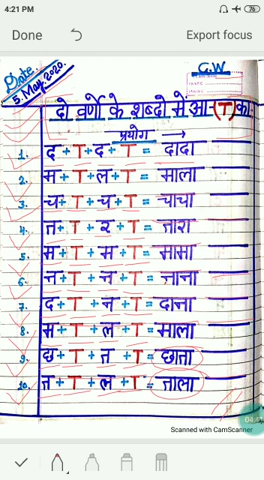 4:21 PM
76
Done
Export focus
Date
5 May. 2020.
C.W
दो वर्णो के शब्दो में आ-(T) का
प्रयोग →
1. द + T + द + T = दादा
2. म + T + ल + T = माला
3. च + T + च + T = चाचा
4. त + T + र + T = तारा
5. म + T + म + T = मामा
6. न + T + न + T = नाना
7. द + T + न + T = दाना
8. म + T + ल + T = माला
9. छ + T + त + T = छाता
10. त + T + ल + T = ताला
Scanned with CamScanner